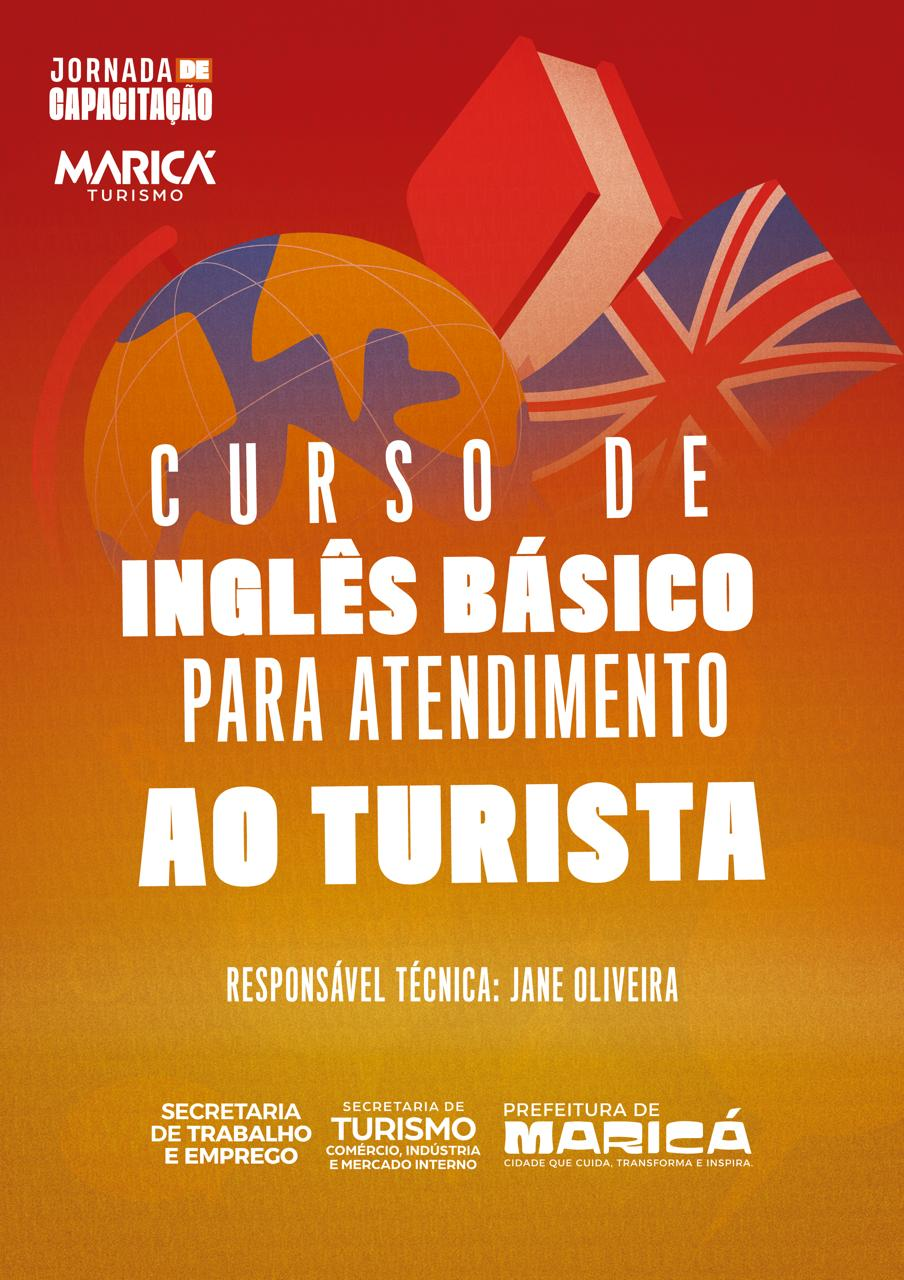 JORNADA DE
CAPACITAÇÃO
MARICÁ
TURISMO
CURSO DE
INGLÊS BÁSICO
PARA ATENDIMENTO
AO TURISTA
RESPONSÁVEL TÉCNICA: JANE OLIVEIRA
SECRETARIA
DE TRABALHO
E EMPREGO
SECRETARIA DE
TURISMO
COMÉRCIO, INDÚSTRIA
E MERCADO INTERNO
PREFEITURA DE
MARICÁ
CIDADE QUE CUIDA, TRANSFORMA E INSPIRA.